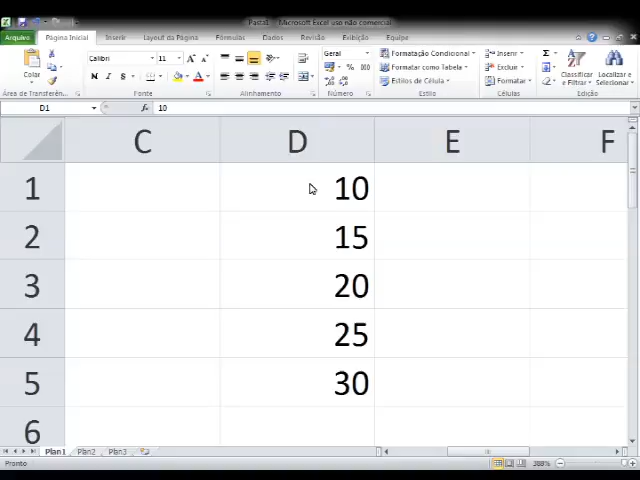 Pasta1 - Microsoft Excel uso não comercial
Arquivo Página Inicial Inserir Layout da Página Fórmulas Dados Revisão Exibição Equipe
Colar Calibri 11 Geral Formatação Condicional Inserir Classificar e Filtrar Localizar e Selecionar
N I S % 000 Formatar como Tabela Excluir
Estilos de Célula Formatar
Área de Transferên... Fonte Alinhamento Número Estilo Células Edição
D1 fx 10
C D E F
1 10
2 15
3 20
4 25
5 30
6
Plan1 Plan2 Plan3
Pronto 388%